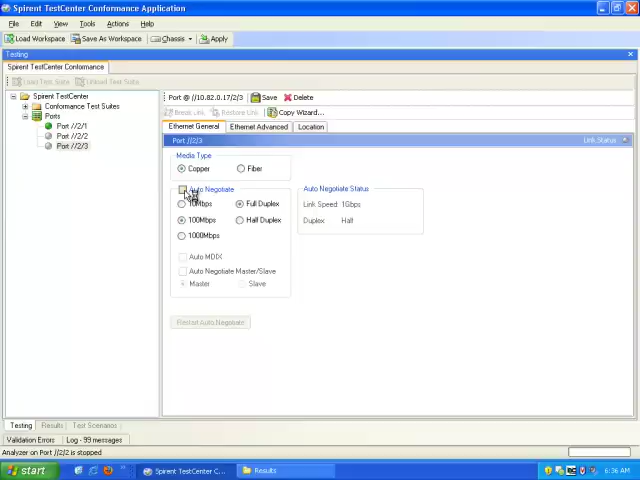 Spirent TestCenter Conformance Application
File Edit View Tools Actions Help
Load Workspace Save As Workspace Chassis Apply
Testing
Spirent TestCenter Conformance
Load Test Suite Unload Test Suite
Spirent TestCenter
Conformance Test Suites
Ports
Port //2/1
Port //2/2
Port //2/3
Port @ //10.82.0.17/2/3 Save Delete
Break Link Restore Link Copy Wizard...
Ethernet General Ethernet Advanced Location
Port //2/3 Link Status
Media Type
Copper Fiber
Auto Negotiate
10Mbps Full Duplex
100Mbps Half Duplex
1000Mbps
Auto MDIX
Auto Negotiate Master/Slave
Master Slave
Auto Negotiate Status
Link Speed 1Gbps
Duplex Half
Restart Auto Negotiate
Testing Results Test Scenarios
Validation Errors Log - 99 messages
Analyzer on Port //2/2 is stopped
start Spirent TestCenter C... Results 6:36 AM